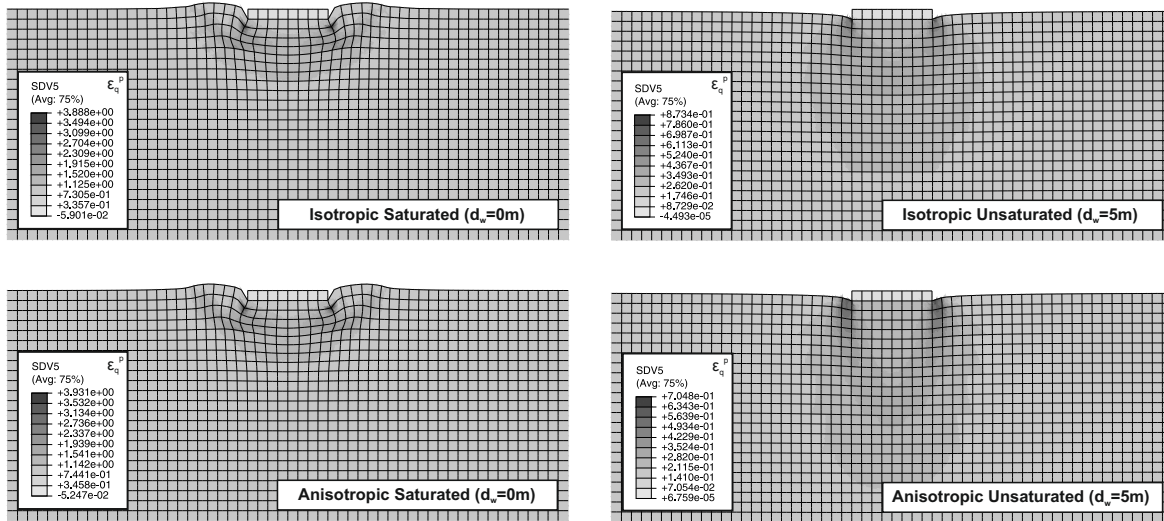 SDV5 εqᵖ
(Avg: 75%)
+3.888e+00
+3.494e+00
+3.099e+00
+2.704e+00
+2.309e+00
+1.915e+00
+1.520e+00
+1.125e+00
+7.305e-01
+3.357e-01
-5.901e-02
Isotropic Saturated (dw=0m)
SDV5 εqᵖ
(Avg: 75%)
+8.734e-01
+7.860e-01
+6.987e-01
+6.113e-01
+5.240e-01
+4.367e-01
+3.493e-01
+2.620e-01
+1.746e-01
+8.729e-02
-4.493e-05
Isotropic Unsaturated (dw=5m)
SDV5 εqᵖ
(Avg: 75%)
+3.931e+00
+3.532e+00
+3.134e+00
+2.736e+00
+2.337e+00
+1.939e+00
+1.541e+00
+1.142e+00
+7.441e-01
+3.458e-01
-5.247e-02
Anisotropic Saturated (dw=0m)
SDV5 εqᵖ
(Avg: 75%)
+7.048e-01
+6.343e-01
+5.639e-01
+4.934e-01
+4.229e-01
+3.524e-01
+2.820e-01
+2.115e-01
+1.410e-01
+7.054e-02
+6.759e-05
Anisotropic Unsaturated (dw=5m)